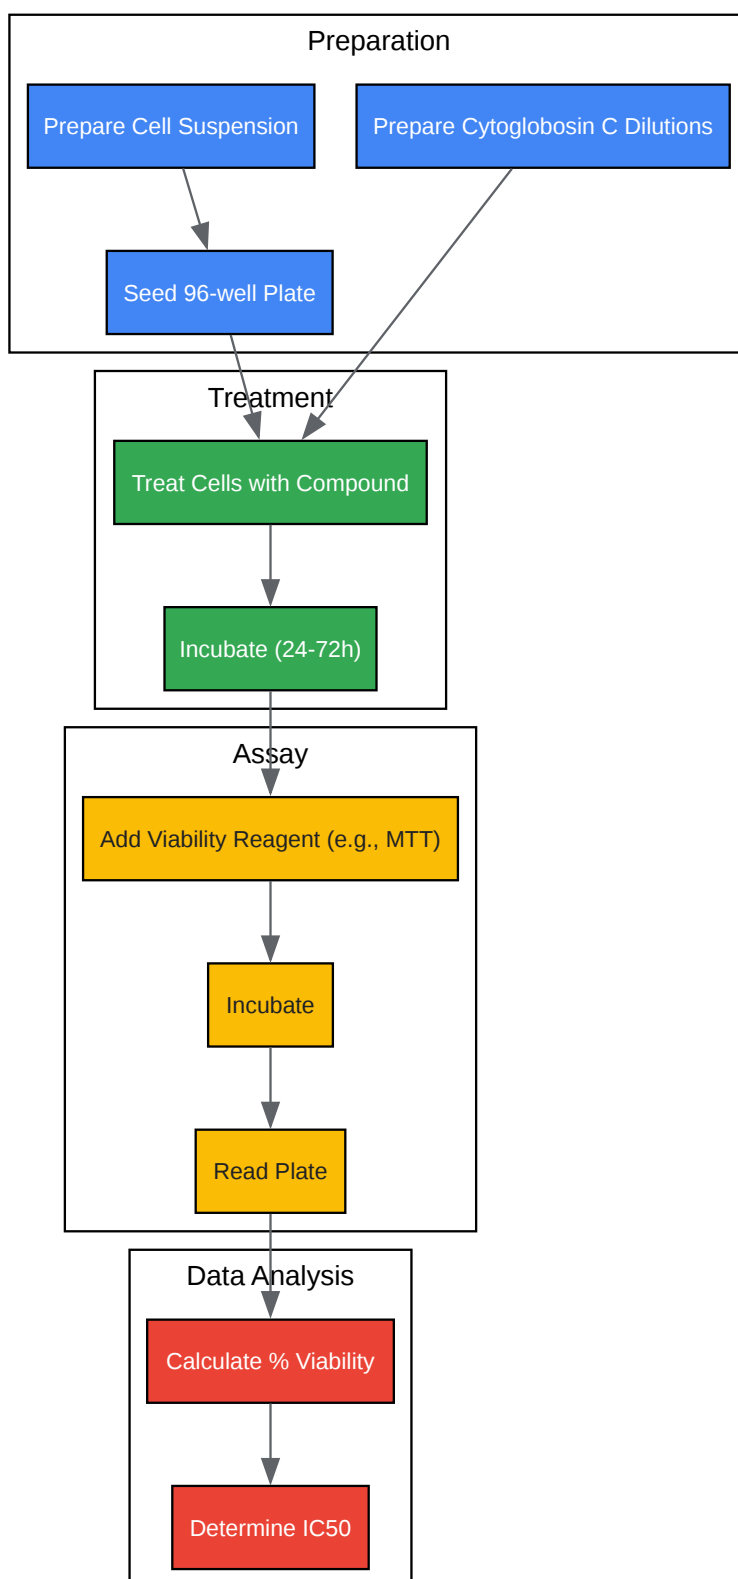 Preparation
Prepare Cell Suspension
Prepare Cytoglobosin C Dilutions
Seed 96-well Plate
Treatment
Treat Cells with Compound
Incubate (24-72h)
Assay
Add Viability Reagent (e.g., MTT)
Incubate
Read Plate
Data Analysis
Calculate % Viability
Determine IC50